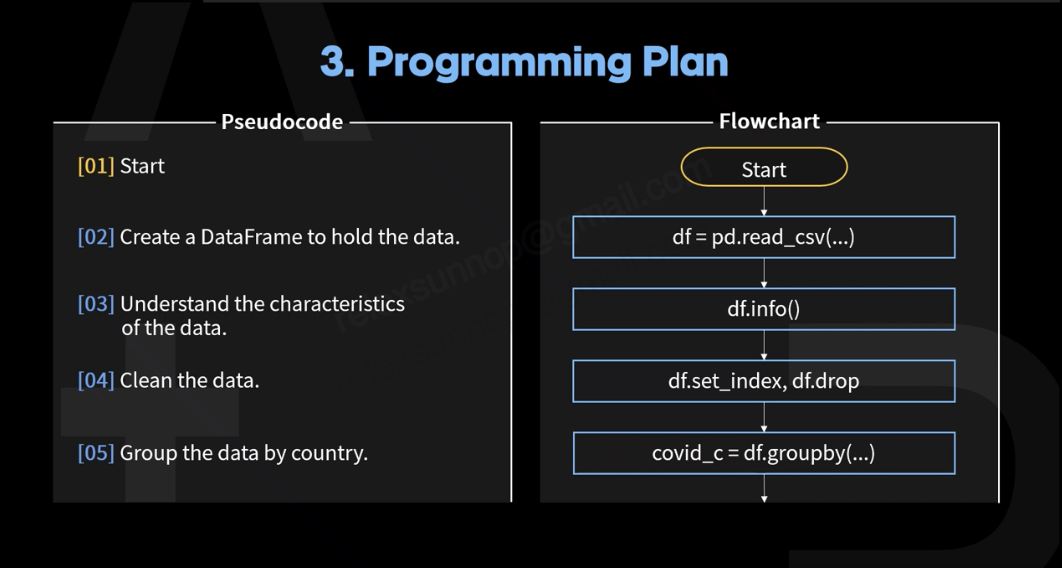 3. Programming Plan
Pseudocode
[01] Start
[02] Create a DataFrame to hold the data.
[03] Understand the characteristics
of the data.
[04] Clean the data.
[05] Group the data by country.
Flowchart
Start
df = pd.read_csv(...)
df.info()
df.set_index, df.drop
covid_c = df.groupby(...)